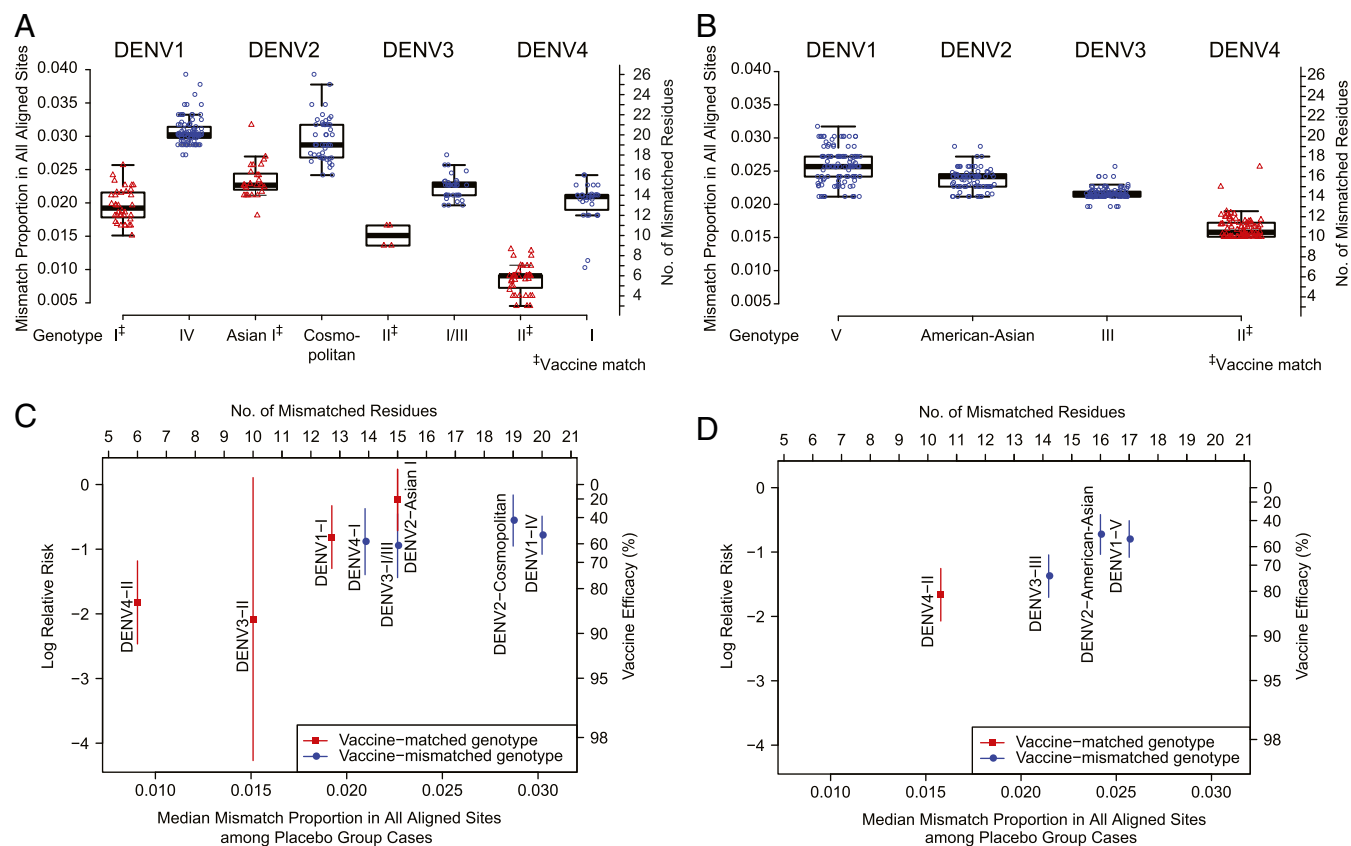 A
DENV1 DENV2 DENV3 DENV4
Mismatch Proportion in All Aligned Sites
0.040
0.035
0.030
0.025
0.020
0.015
0.010
0.005
26
24
22
20
18
16
14
12
10
8
6
4
No. of Mismatched Residues
Genotype I‡ IV Asian I‡ Cosmo-
politan II‡ I/III II‡ I
‡Vaccine match
B
DENV1 DENV2 DENV3 DENV4
Mismatch Proportion in All Aligned Sites
0.040
0.035
0.030
0.025
0.020
0.015
0.010
0.005
26
24
22
20
18
16
14
12
10
8
6
4
No. of Mismatched Residues
Genotype V American-Asian III II‡
‡Vaccine match
C
No. of Mismatched Residues
5 6 7 8 9 10 11 12 13 14 15 16 17 18 19 20 21
Log Relative Risk
0
−1
−2
−3
−4
DENV4−II
DENV3−II
DENV1−I
DENV4−I
DENV3−I/III
DENV2−Asian I
DENV2−Cosmopolitan
DENV1−IV
0
20
40
60
80
90
95
98
Vaccine Efficacy (%)
Vaccine−matched genotype
Vaccine−mismatched genotype
0.010 0.015 0.020 0.025 0.030
Median Mismatch Proportion in All Aligned Sites
among Placebo Group Cases
D
No. of Mismatched Residues
5 6 7 8 9 10 11 12 13 14 15 16 17 18 19 20 21
Log Relative Risk
0
−1
−2
−3
−4
DENV4−II
DENV3−III
DENV2−American−Asian
DENV1−V
0
20
40
60
80
90
95
98
Vaccine Efficacy (%)
Vaccine−matched genotype
Vaccine−mismatched genotype
0.010 0.015 0.020 0.025 0.030
Median Mismatch Proportion in All Aligned Sites
among Placebo Group Cases